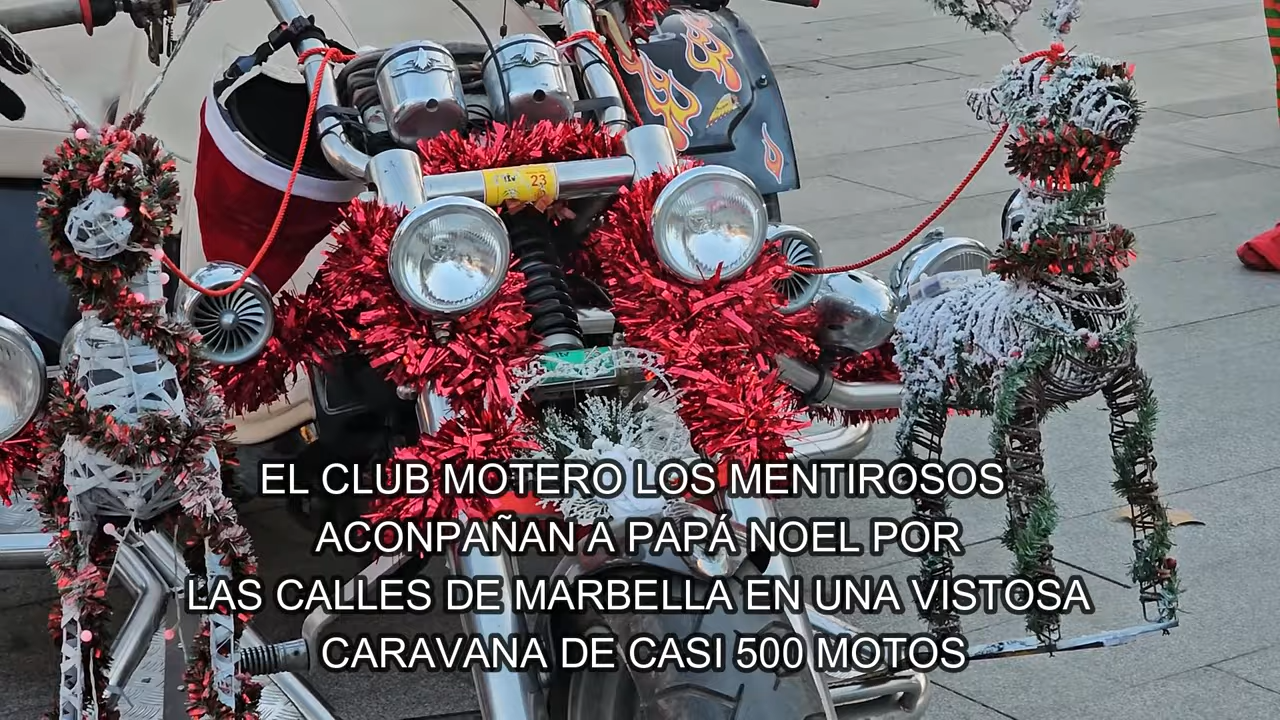 23
EL CLUB MOTERO LOS MENTIROSOS
ACONPAÑAN A PAPÁ NOEL POR
LAS CALLES DE MARBELLA EN UNA VISTOSA
CARAVANA DE CASI 500 MOTOS